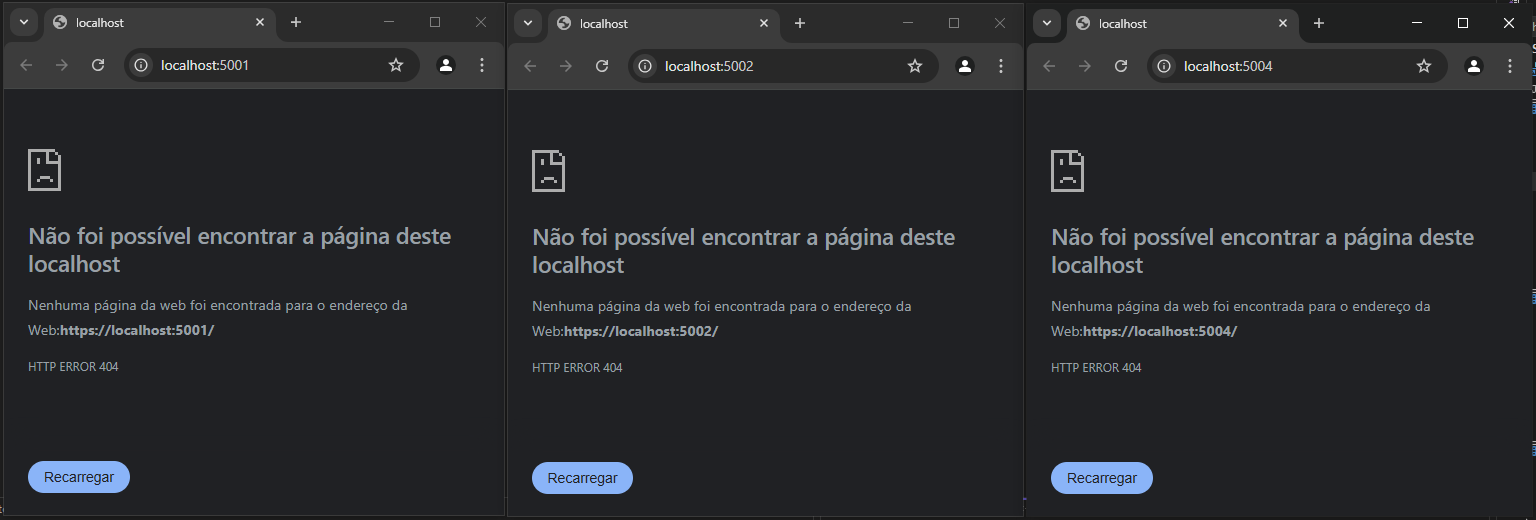 localhost
localhost:5001
Não foi possível encontrar a página deste
localhost
Nenhuma página da web foi encontrada para o endereço da
Web:https://localhost:5001/
HTTP ERROR 404
Recarregar
localhost
localhost:5002
Não foi possível encontrar a página deste
localhost
Nenhuma página da web foi encontrada para o endereço da
Web:https://localhost:5002/
HTTP ERROR 404
Recarregar
localhost
localhost:5004
Não foi possível encontrar a página deste
localhost
Nenhuma página da web foi encontrada para o endereço da
Web:https://localhost:5004/
HTTP ERROR 404
Recarregar